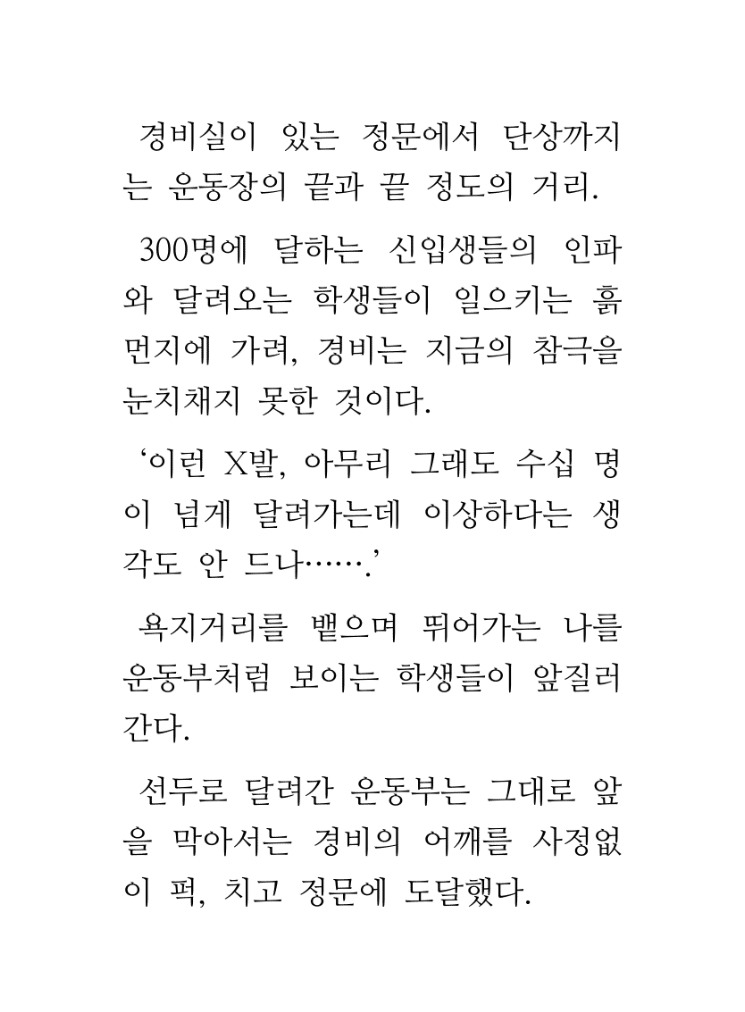 경비실이 있는 정문에서 단상까지
는 운동장의 끝과 끝 정도의 거리.
300명에 달하는 신입생들의 인파
와 달려오는 학생들이 일으키는 흙
먼지에 가려, 경비는 지금의 참극을
눈치채지 못한 것이다.
‘이런 X발, 아무리 그래도 수십 명
이 넘게 달려가는데 이상하다는 생
각도 안 드나…….’
욕지거리를 뱉으며 뛰어가는 나를
운동부처럼 보이는 학생들이 앞질러
간다.
선두로 달려간 운동부는 그대로 앞
을 막아서는 경비의 어깨를 사정없
이 퍽, 치고 정문에 도달했다.